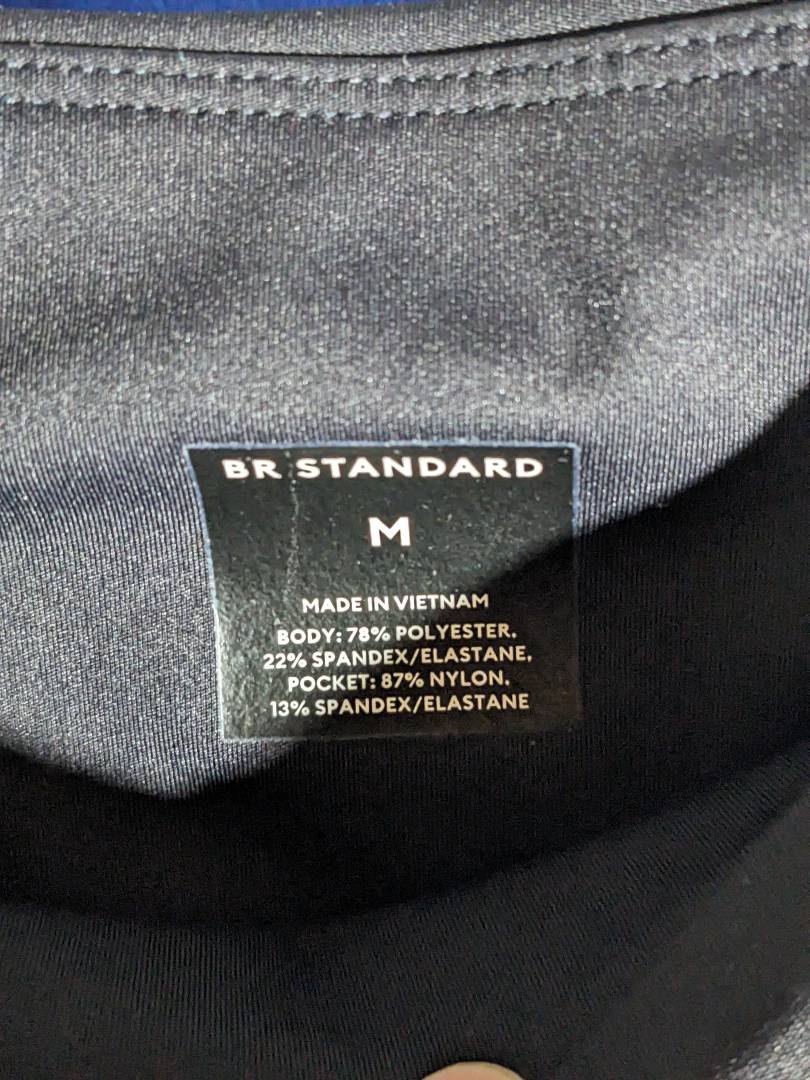 BR STANDARD
M
MADE IN VIETNAM
BODY: 78% POLYESTER,
22% SPANDEX/ELASTANE,
POCKET: 87% NYLON,
13% SPANDEX/ELASTANE